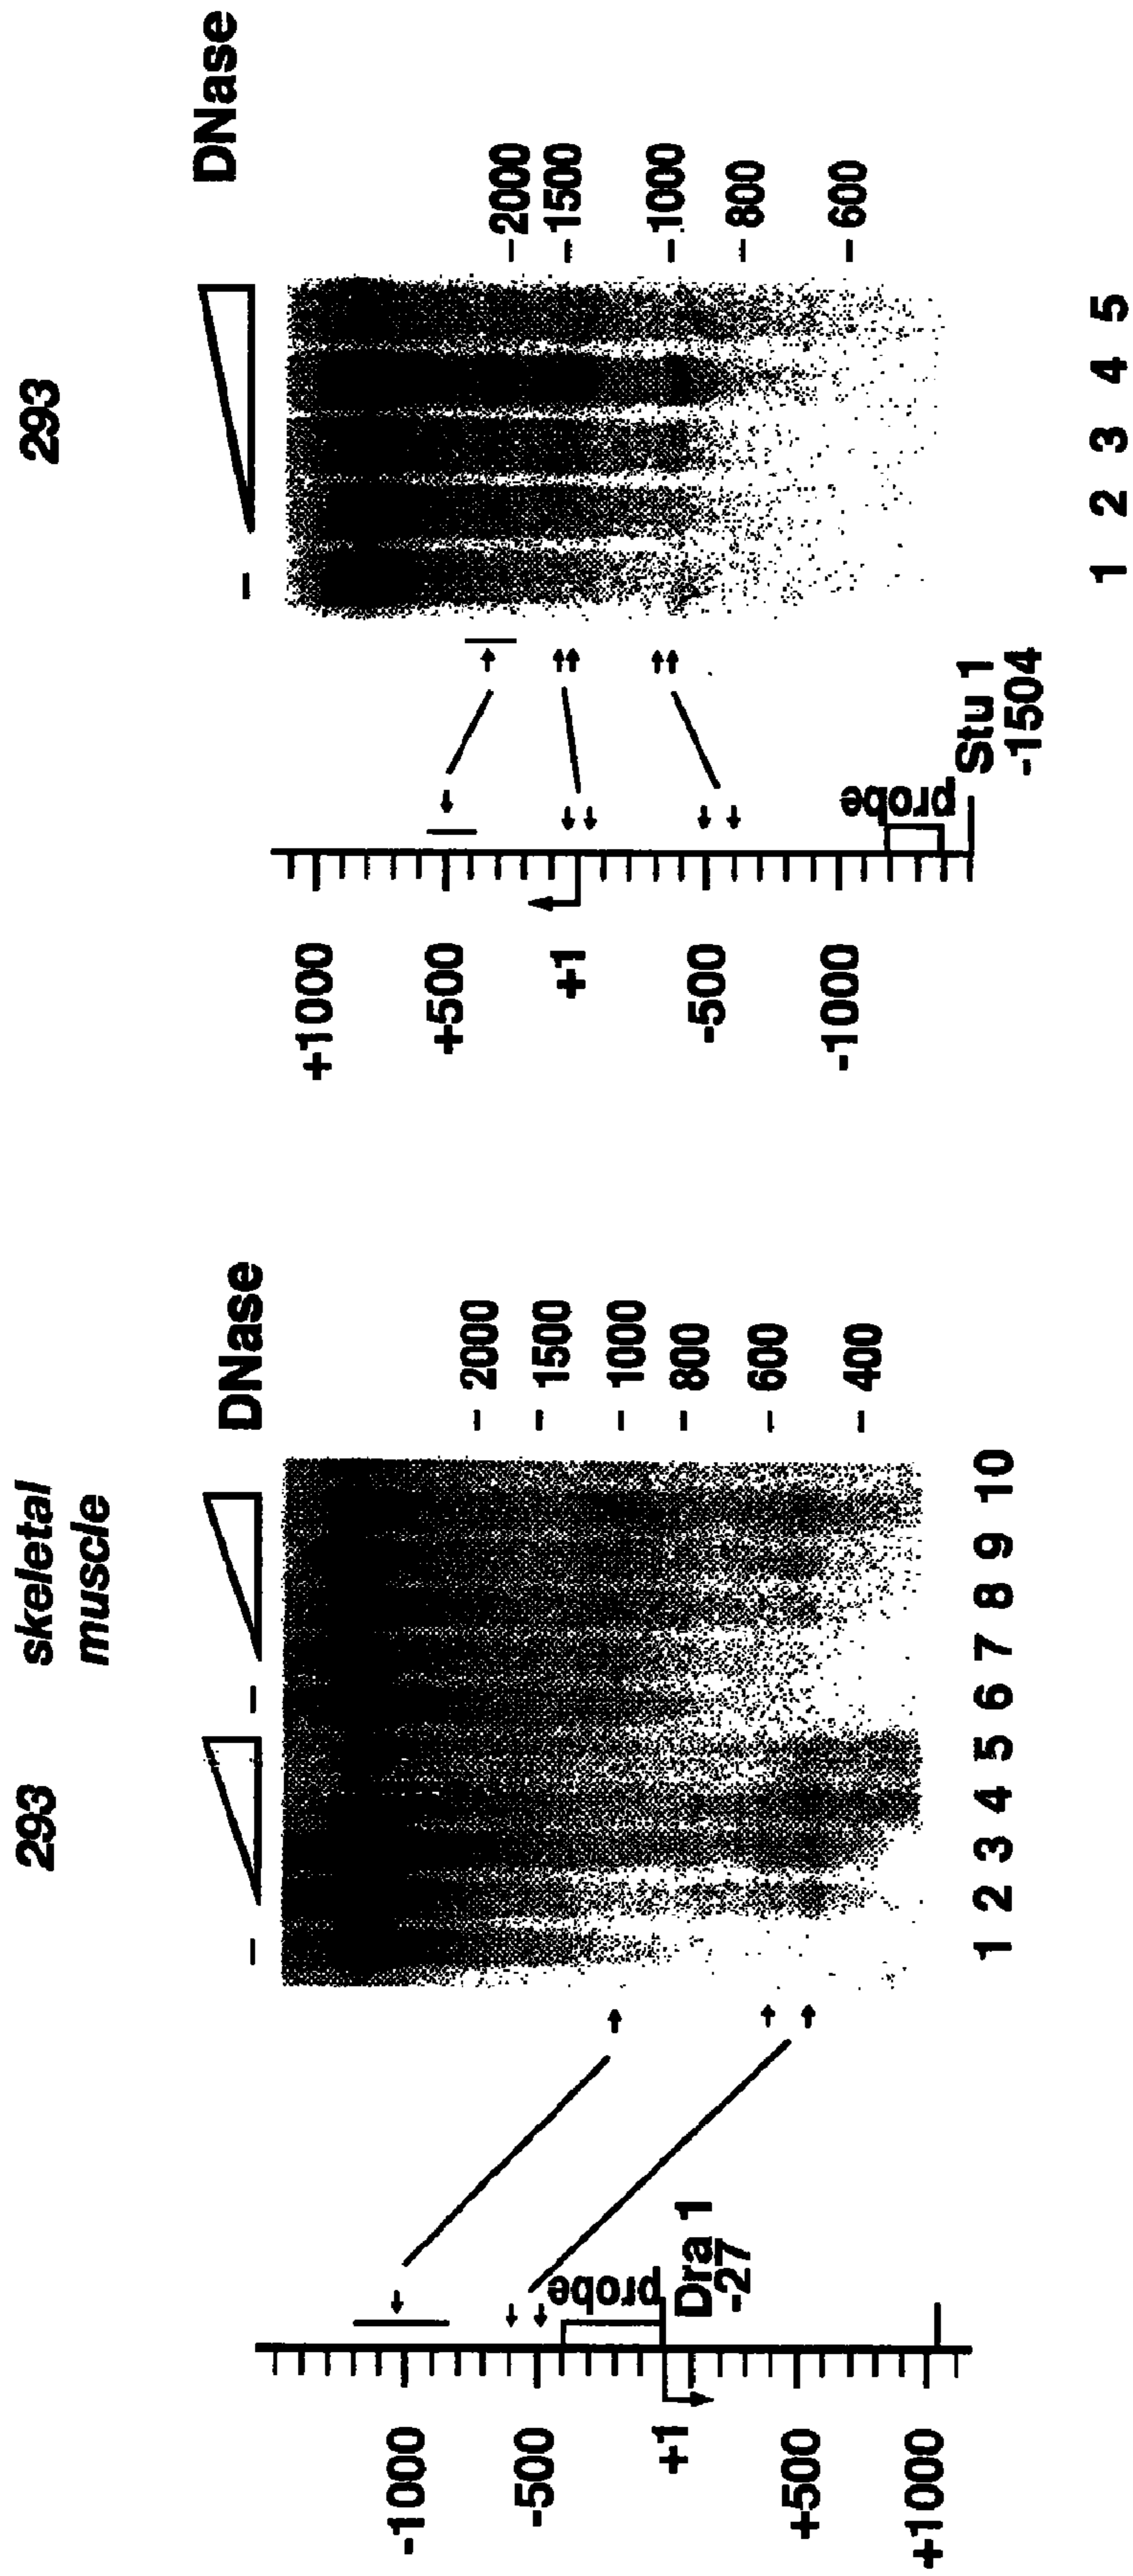 293
skeletal
muscle
DNase
-1000
-500
+1
+500
+1000
probe
Dra 1
-27
- 2000
- 1500
- 1000
- 800
- 600
- 400
1 2 3 4 5 6 7 8 9 10
293
DNase
+1000
+500
+1
-500
-1000
probe
Stu 1
-1504
- 2000
- 1500
- 1000
- 800
- 600
1 2 3 4 5